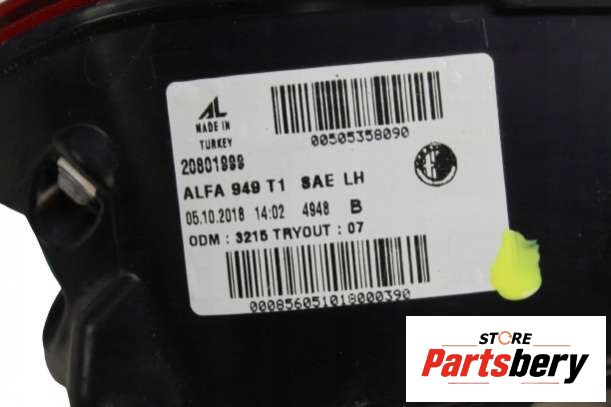 AL
MADE IN
TURKEY
00505358090
20801999
ALFA 949 T1 SAE LH
05.10.2018 14:02 4948 B
ODM : 3215 TRYOUT : 07
000856051018000390
STORE
Partsbery